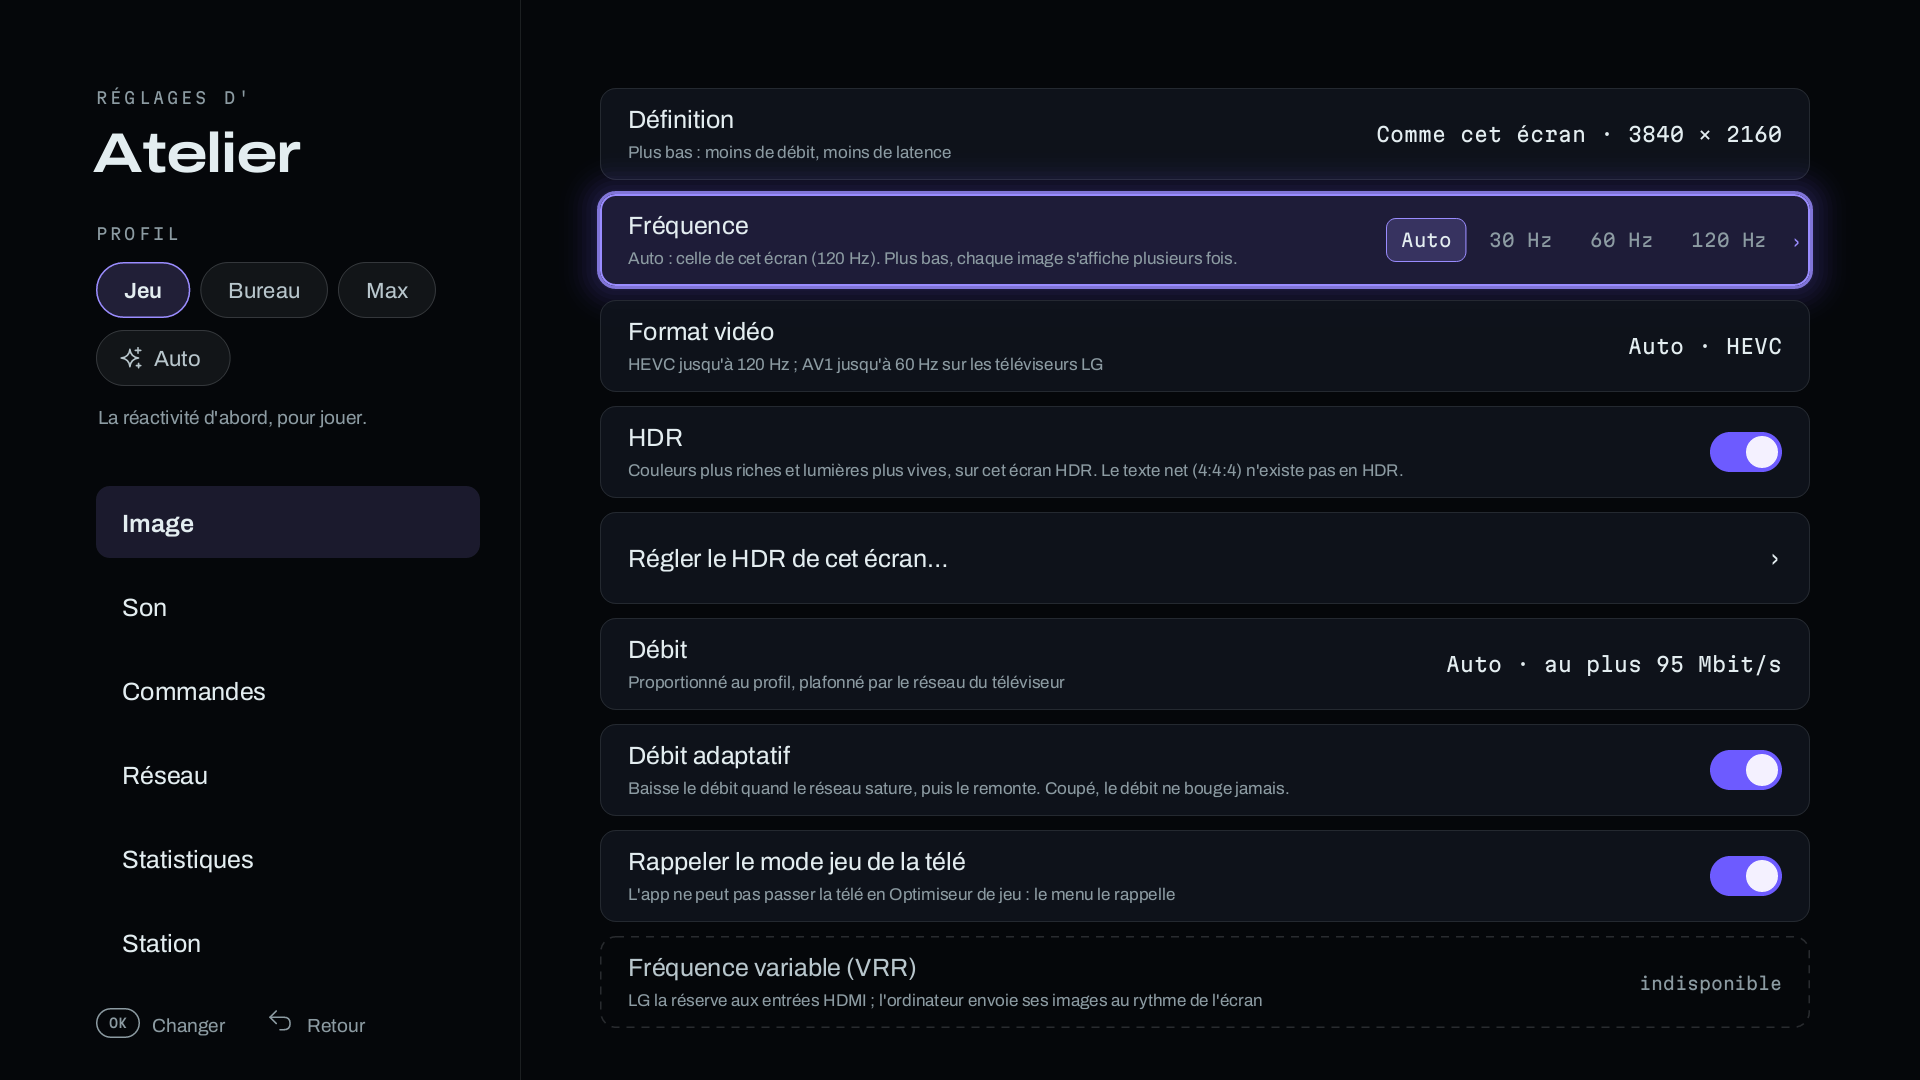 RÉGLAGES D'
Atelier
PROFIL
Jeu
Bureau
Max
Auto
La réactivité d'abord, pour jouer.
Image
Son
Commandes
Réseau
Statistiques
Station
OK Changer
Retour
Définition
Plus bas : moins de débit, moins de latence
Comme cet écran · 3840 × 2160
Fréquence
Auto : celle de cet écran (120 Hz). Plus bas, chaque image s'affiche plusieurs fois.
Auto 30 Hz 60 Hz 120 Hz ›
Format vidéo
HEVC jusqu'à 120 Hz ; AV1 jusqu'à 60 Hz sur les téléviseurs LG
Auto · HEVC
HDR
Couleurs plus riches et lumières plus vives, sur cet écran HDR. Le texte net (4:4:4) n'existe pas en HDR.
Régler le HDR de cet écran… ›
Débit
Proportionné au profil, plafonné par le réseau du téléviseur
Auto · au plus 95 Mbit/s
Débit adaptatif
Baisse le débit quand le réseau sature, puis le remonte. Coupé, le débit ne bouge jamais.
Rappeler le mode jeu de la télé
L'app ne peut pas passer la télé en Optimiseur de jeu : le menu le rappelle
Fréquence variable (VRR)
LG la réserve aux entrées HDMI ; l'ordinateur envoie ses images au rythme de l'écran
indisponible